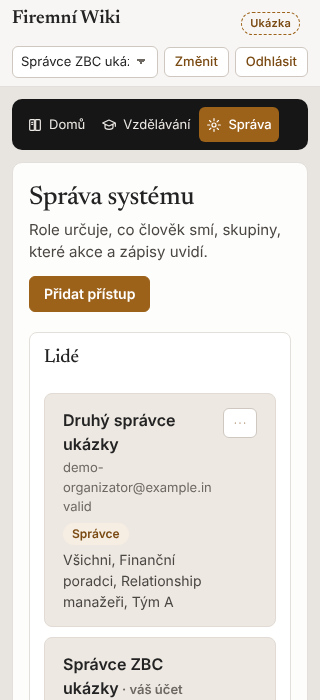 Firemní Wiki
Ukázka
Správce ZBC uká:
Změnit
Odhlásit
Domů
Vzdělávání
Správa
Správa systému
Role určuje, co člověk smí, skupiny,
které akce a zápisy uvidí.
Přidat přístup
Lidé
Druhý správce
ukázky
...
demo-
organizator@example.in
valid
Správce
Všichni, Finanční
poradci, Relationship
manažeři, Tým A
Správce ZBC
ukázky · váš účet